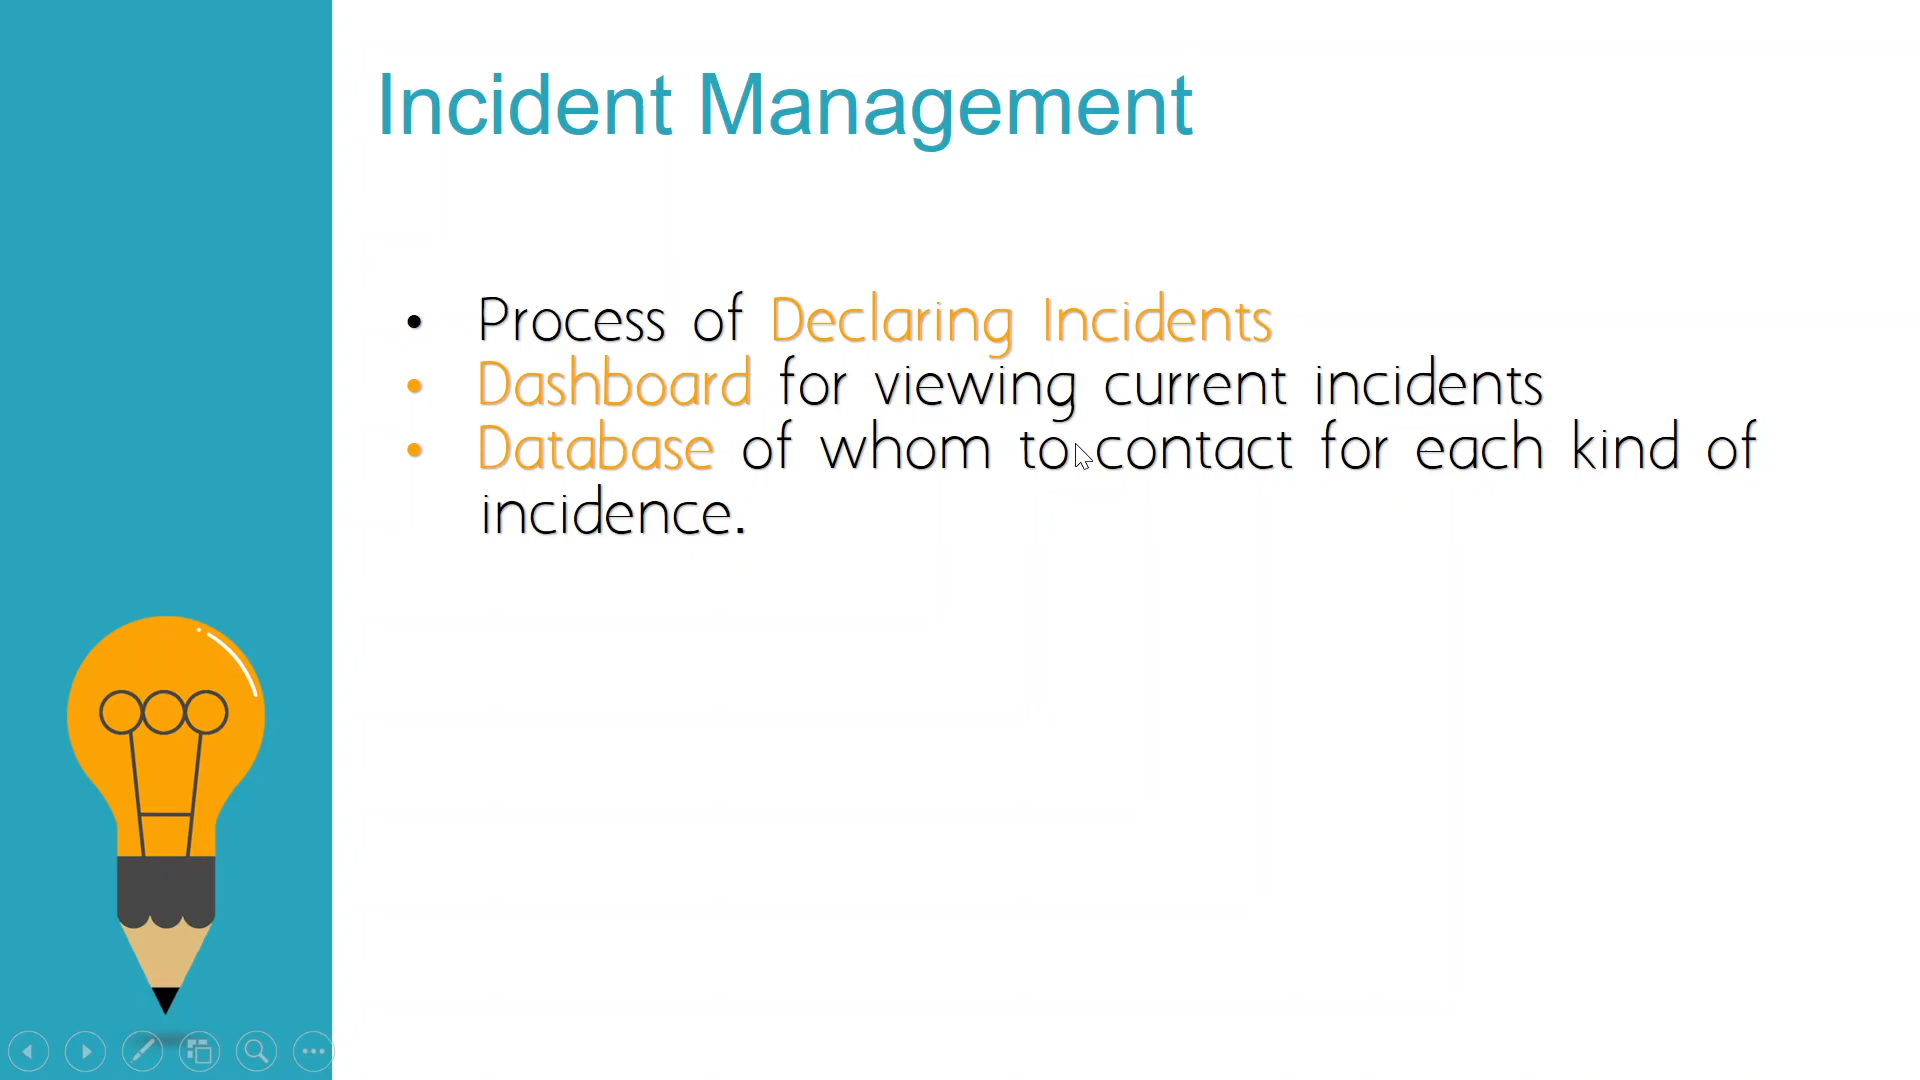 Incident Management
• Process of Declaring Incidents
• Dashboard for viewing current incidents
• Database of whom to contact for each kind of
incidence.